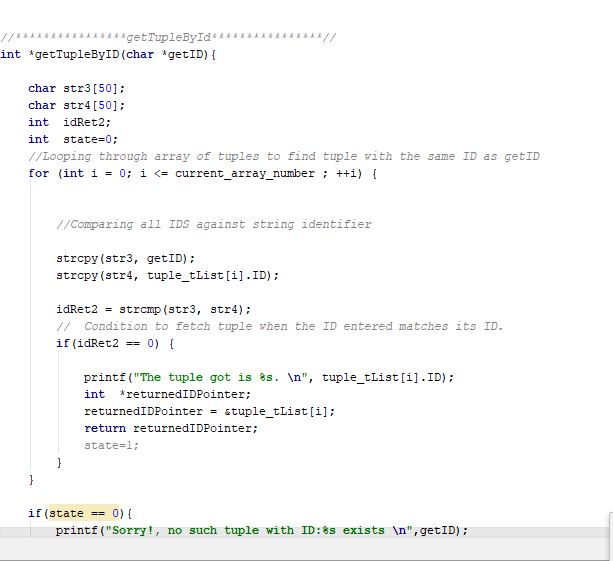 //****************getTupleById****************//
int *getTupleByID(char *getID){
char str3[50];
char str4[50];
int  idRet2;
int  state=0;
//Looping through array of tuples to find tuple with the same ID as getID
for (int i = 0; i <= current_array_number ; ++i) {
//Comparing all IDS against string identifier
strcpy(str3, getID);
strcpy(str4, tuple_tList[i].ID);
idRet2 = strcmp(str3, str4);
//  Condition to fetch tuple when the ID entered matches its ID.
if(idRet2 == 0) {
printf("The tuple got is %s. \n", tuple_tList[i].ID);
int  *returnedIDPointer;
returnedIDPointer = &tuple_tList[i];
return returnedIDPointer;
state=1;
}
}
if(state == 0){
printf("Sorry!, no such tuple with ID:%s exists \n",getID);